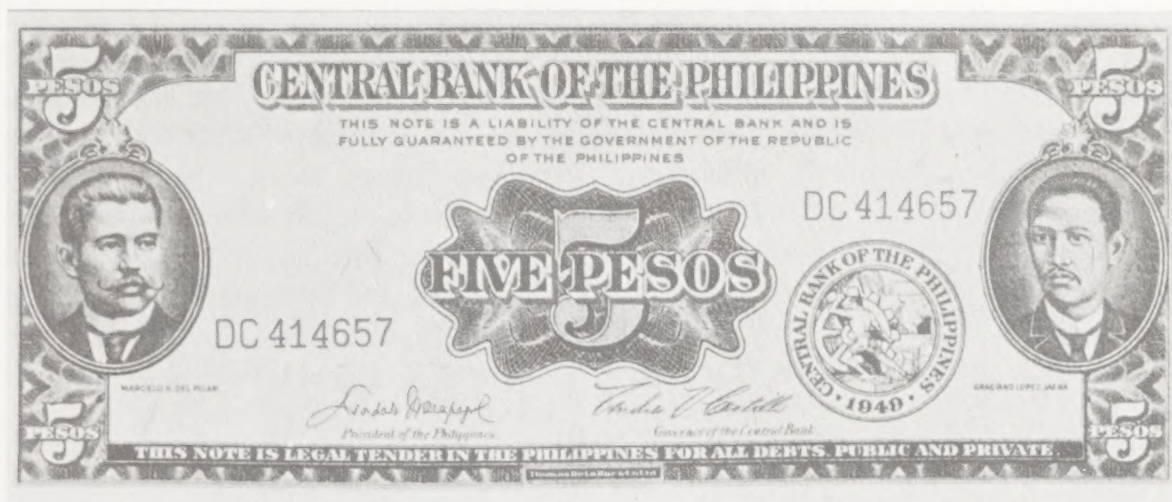 5 PESOS
5 PESOS
CENTRAL BANK OF THE PHILIPPINES
THIS NOTE IS A LIABILITY OF THE CENTRAL BANK AND IS
FULLY GUARANTEED BY THE GOVERNMENT OF THE REPUBLIC
OF THE PHILIPPINES
DC 414657
5
FIVE PESOS
CENTRAL BANK OF THE PHILIPPINES
· 1949 ·
DC 414657
MARCELO H. DEL PILAR
GRACIANO LOPEZ JAENA
President of the Philippines
Governor of the Central Bank
5 PESOS
5 PESOS
THIS NOTE IS LEGAL TENDER IN THE PHILIPPINES FOR ALL DEBTS, PUBLIC AND PRIVATE.